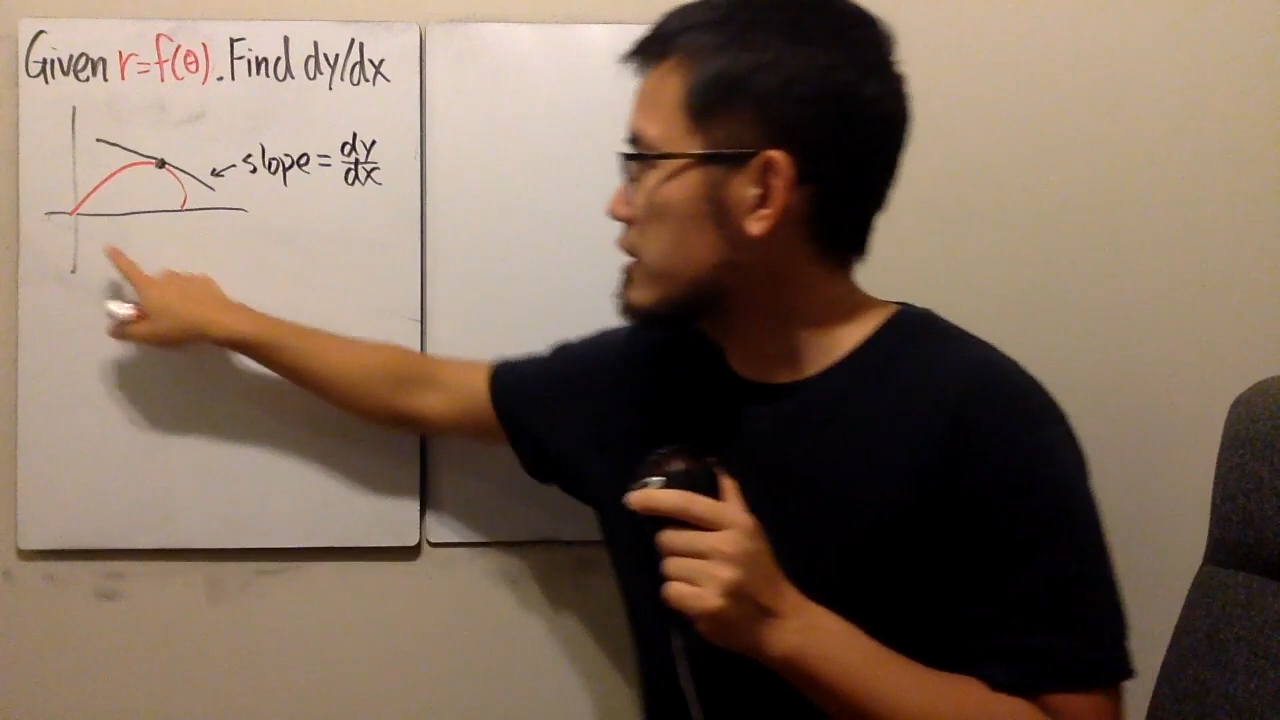 Given r=f(θ). Find dy/dx
slope = dy/dx